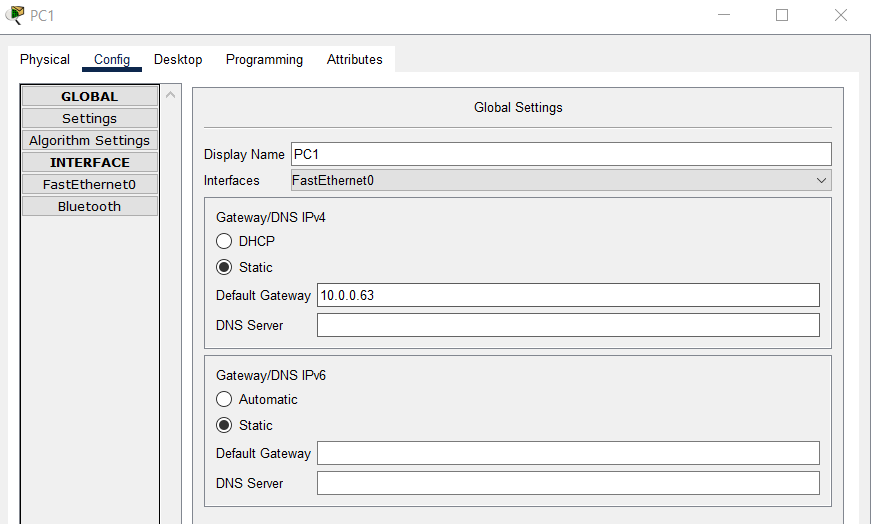 PC1
Physical Config Desktop Programming Attributes
GLOBAL
Settings
Algorithm Settings
INTERFACE
FastEthernet0
Bluetooth
Global Settings
Display Name PC1
Interfaces FastEthernet0
Gateway/DNS IPv4
DHCP
Static
Default Gateway 10.0.0.63
DNS Server
Gateway/DNS IPv6
Automatic
Static
Default Gateway
DNS Server